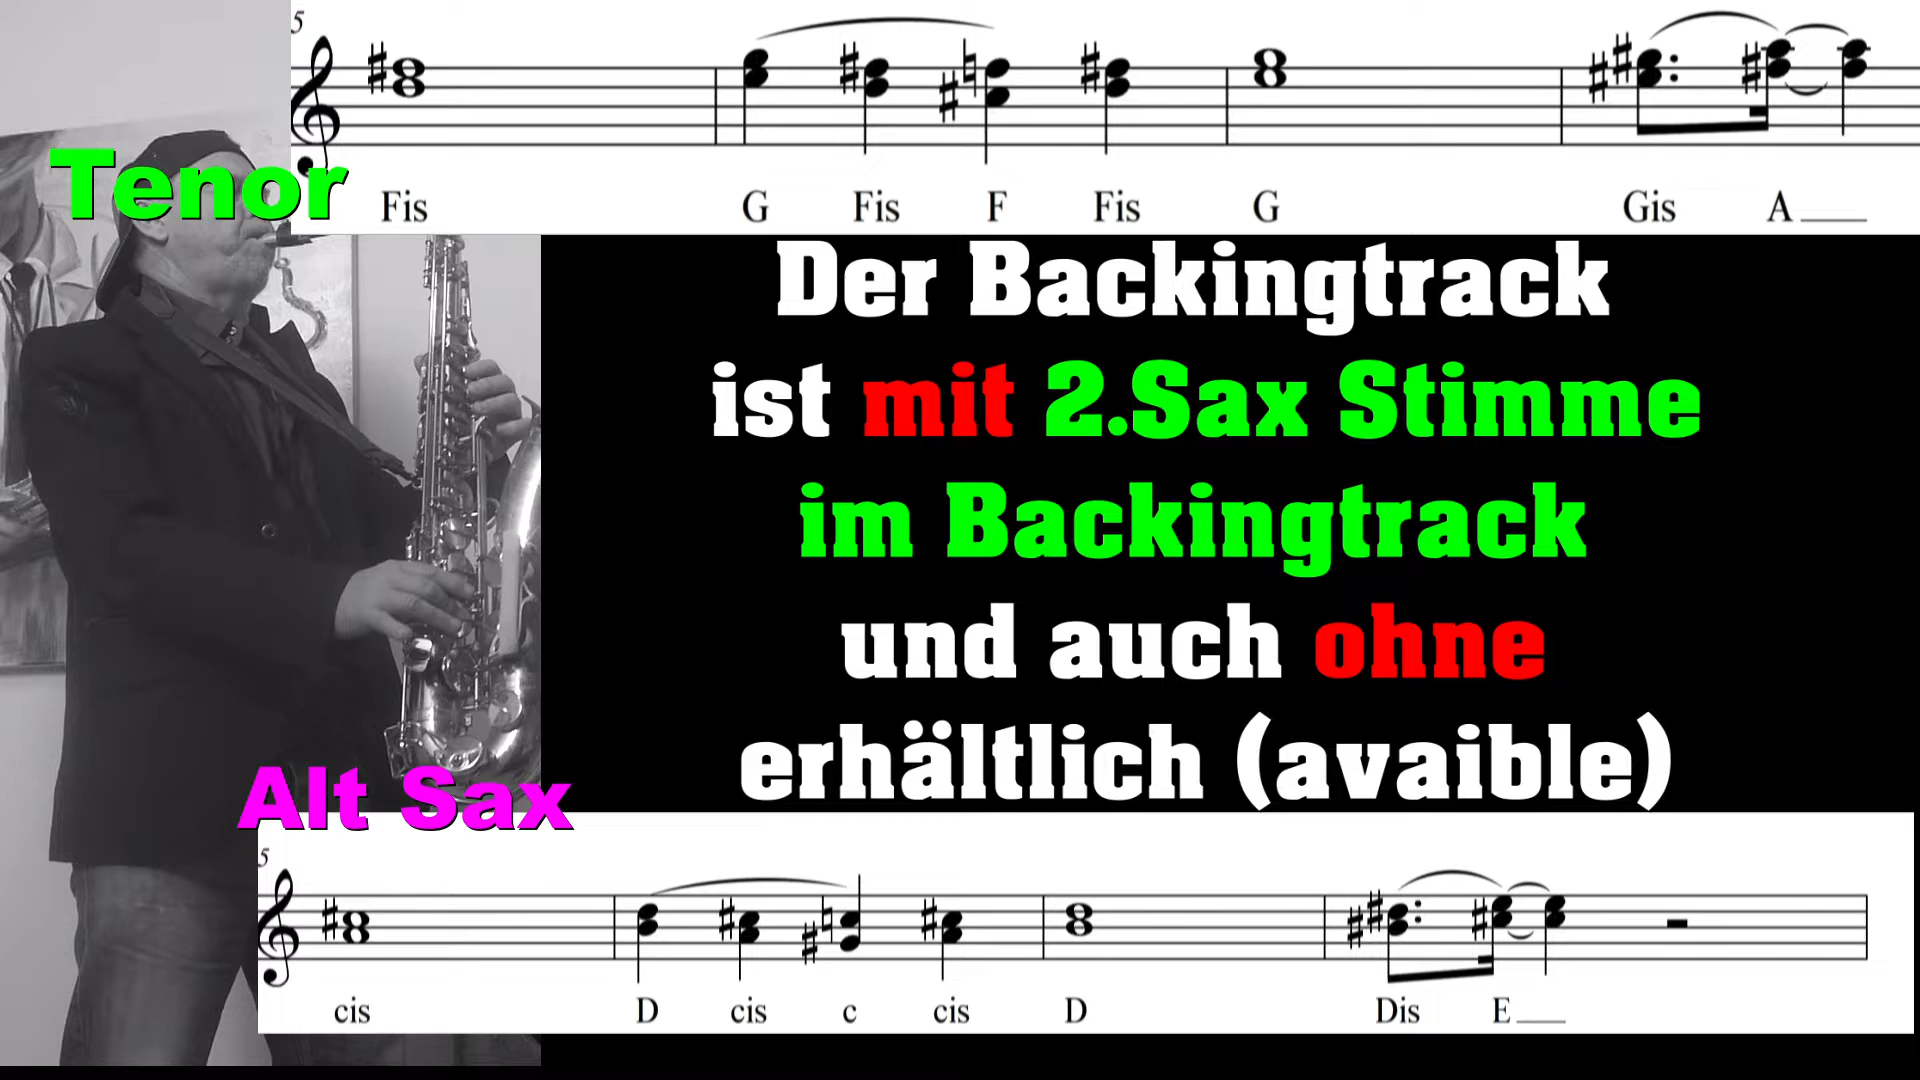 5
Tenor
Fis G Fis F Fis G Gis A
Der Backingtrack
ist mit 2.Sax Stimme
im Backingtrack
und auch ohne
erhältlich (avaible)
Alt Sax
5
cis D cis c cis D Dis E